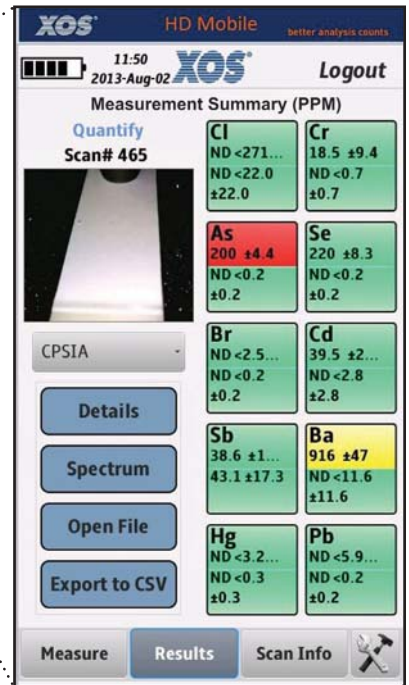 XOS HD Mobile better analysis counts
11:50
2013-Aug-02 XOS Logout
Measurement Summary (PPM)
Quantify
Scan# 465
CPSIA
Details
Spectrum
Open File
Export to CSV
Cl
ND <271...
ND <22.0
±22.0
Cr
18.5 ±9.4
ND <0.7
±0.7
As
200 ±4.4
ND <0.2
±0.2
Se
220 ±8.3
ND <0.2
±0.2
Br
ND <2.5...
ND <0.2
±0.2
Cd
39.5 ±2...
ND <2.8
±2.8
Sb
38.6 ±1...
43.1 ±17.3
Ba
916 ±47
ND <11.6
±11.6
Hg
ND <3.2...
ND <0.3
±0.3
Pb
ND <5.9...
ND <0.2
±0.2
Measure Results Scan Info